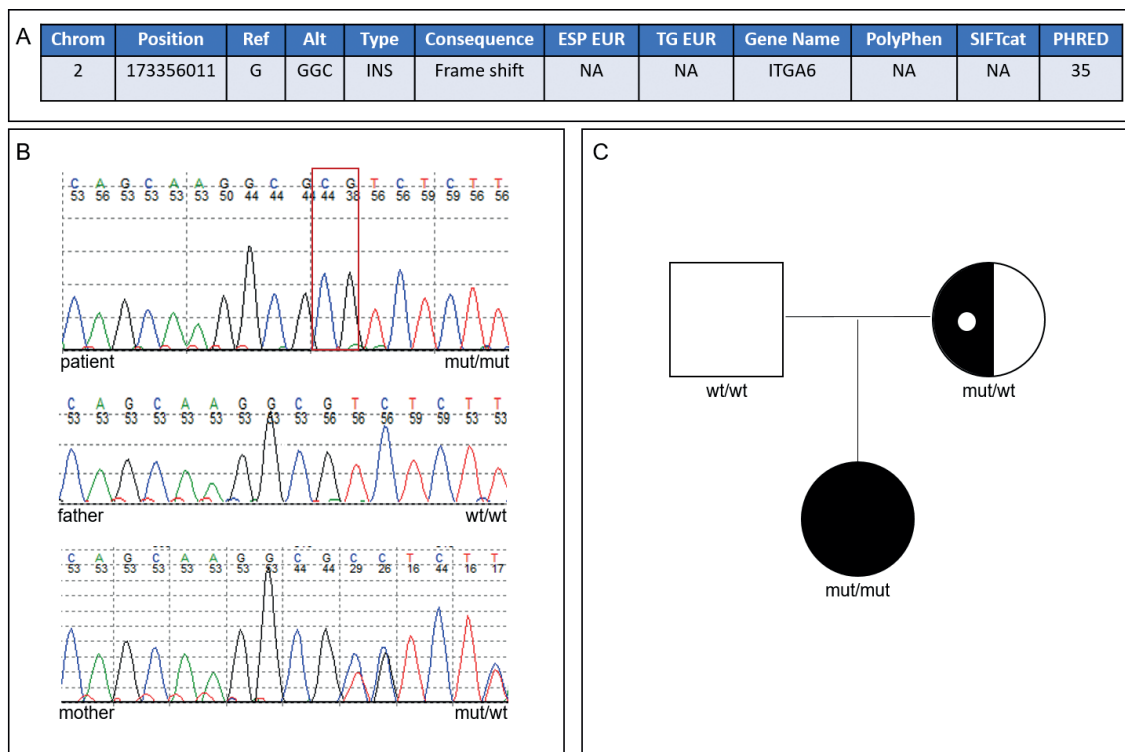 A
Chrom Position Ref Alt Type Consequence ESP EUR TG EUR Gene Name PolyPhen SIFTcat PHRED
2 173356011 G GGC INS Frame shift NA NA ITGA6 NA NA 35
B
C A G C A A G G C G C G T C T C T T
53 56 53 53 53 53 50 44 44 44 44 38 56 56 59 59 56 56
patient mut/mut
C A G C A A G G C G T C T C T T
53 53 53 53 53 53 53 53 53 56 56 56 59 59 53 53
father wt/wt
C A G C A A G G C G C C T C T T
53 53 53 53 53 53 53 53 44 44 29 26 16 44 16 17
mother mut/wt
C
wt/wt
mut/wt
mut/mut